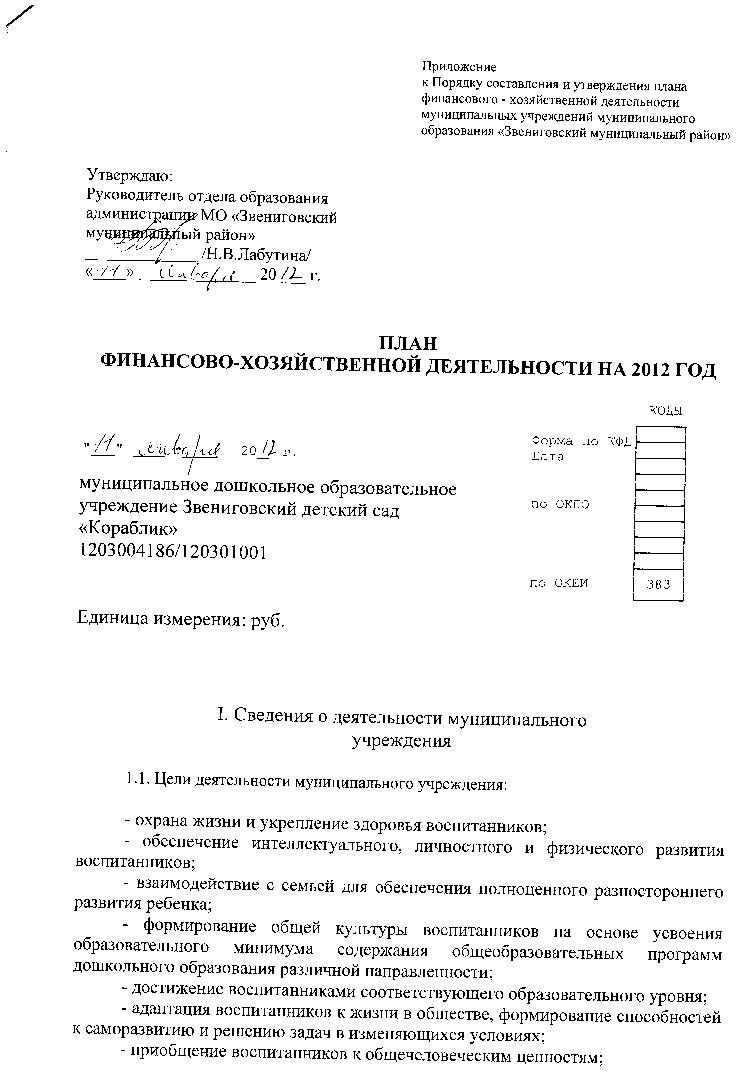 Приложение
к Порядку составления и утверждения плана
финансового - хозяйственной деятельности
муниципальных учреждений муниципального
образования «Звениговский муниципальный район»
Утверждаю:
Руководитель отдела образования
администрации МО «Звениговский
муниципальный район»
/Н.В.Лабутина/
«11» января 2012 г.
ПЛАН
ФИНАНСОВО-ХОЗЯЙСТВЕННОЙ ДЕЯТЕЛЬНОСТИ НА 2012 ГОД
КОДЫ
"11" января 2012 г.
Форма по КФД
Дата
муниципальное дошкольное образовательное
учреждение Звениговский детский сад
по ОКПО
«Кораблик»
1203004186/120301001
по ОКЕИ 383
Единица измерения: руб.
I. Сведения о деятельности муниципального
учреждения
1.1. Цели деятельности муниципального учреждения:
- охрана жизни и укрепление здоровья воспитанников;
- обеспечение интеллектуального, личностного и физического развития
воспитанников;
- взаимодействие с семьей для обеспечения полноценного разностороннего
развития ребенка;
- формирование общей культуры воспитанников на основе усвоения
образовательного минимума содержания общеобразовательных программ
дошкольного образования различной направленности;
- достижение воспитанниками соответствующего образовательного уровня;
- адаптация воспитанников к жизни в обществе, формирование способностей
к саморазвитию и решению задач в изменяющихся условиях;
- приобщение воспитанников к общечеловеческим ценностям;